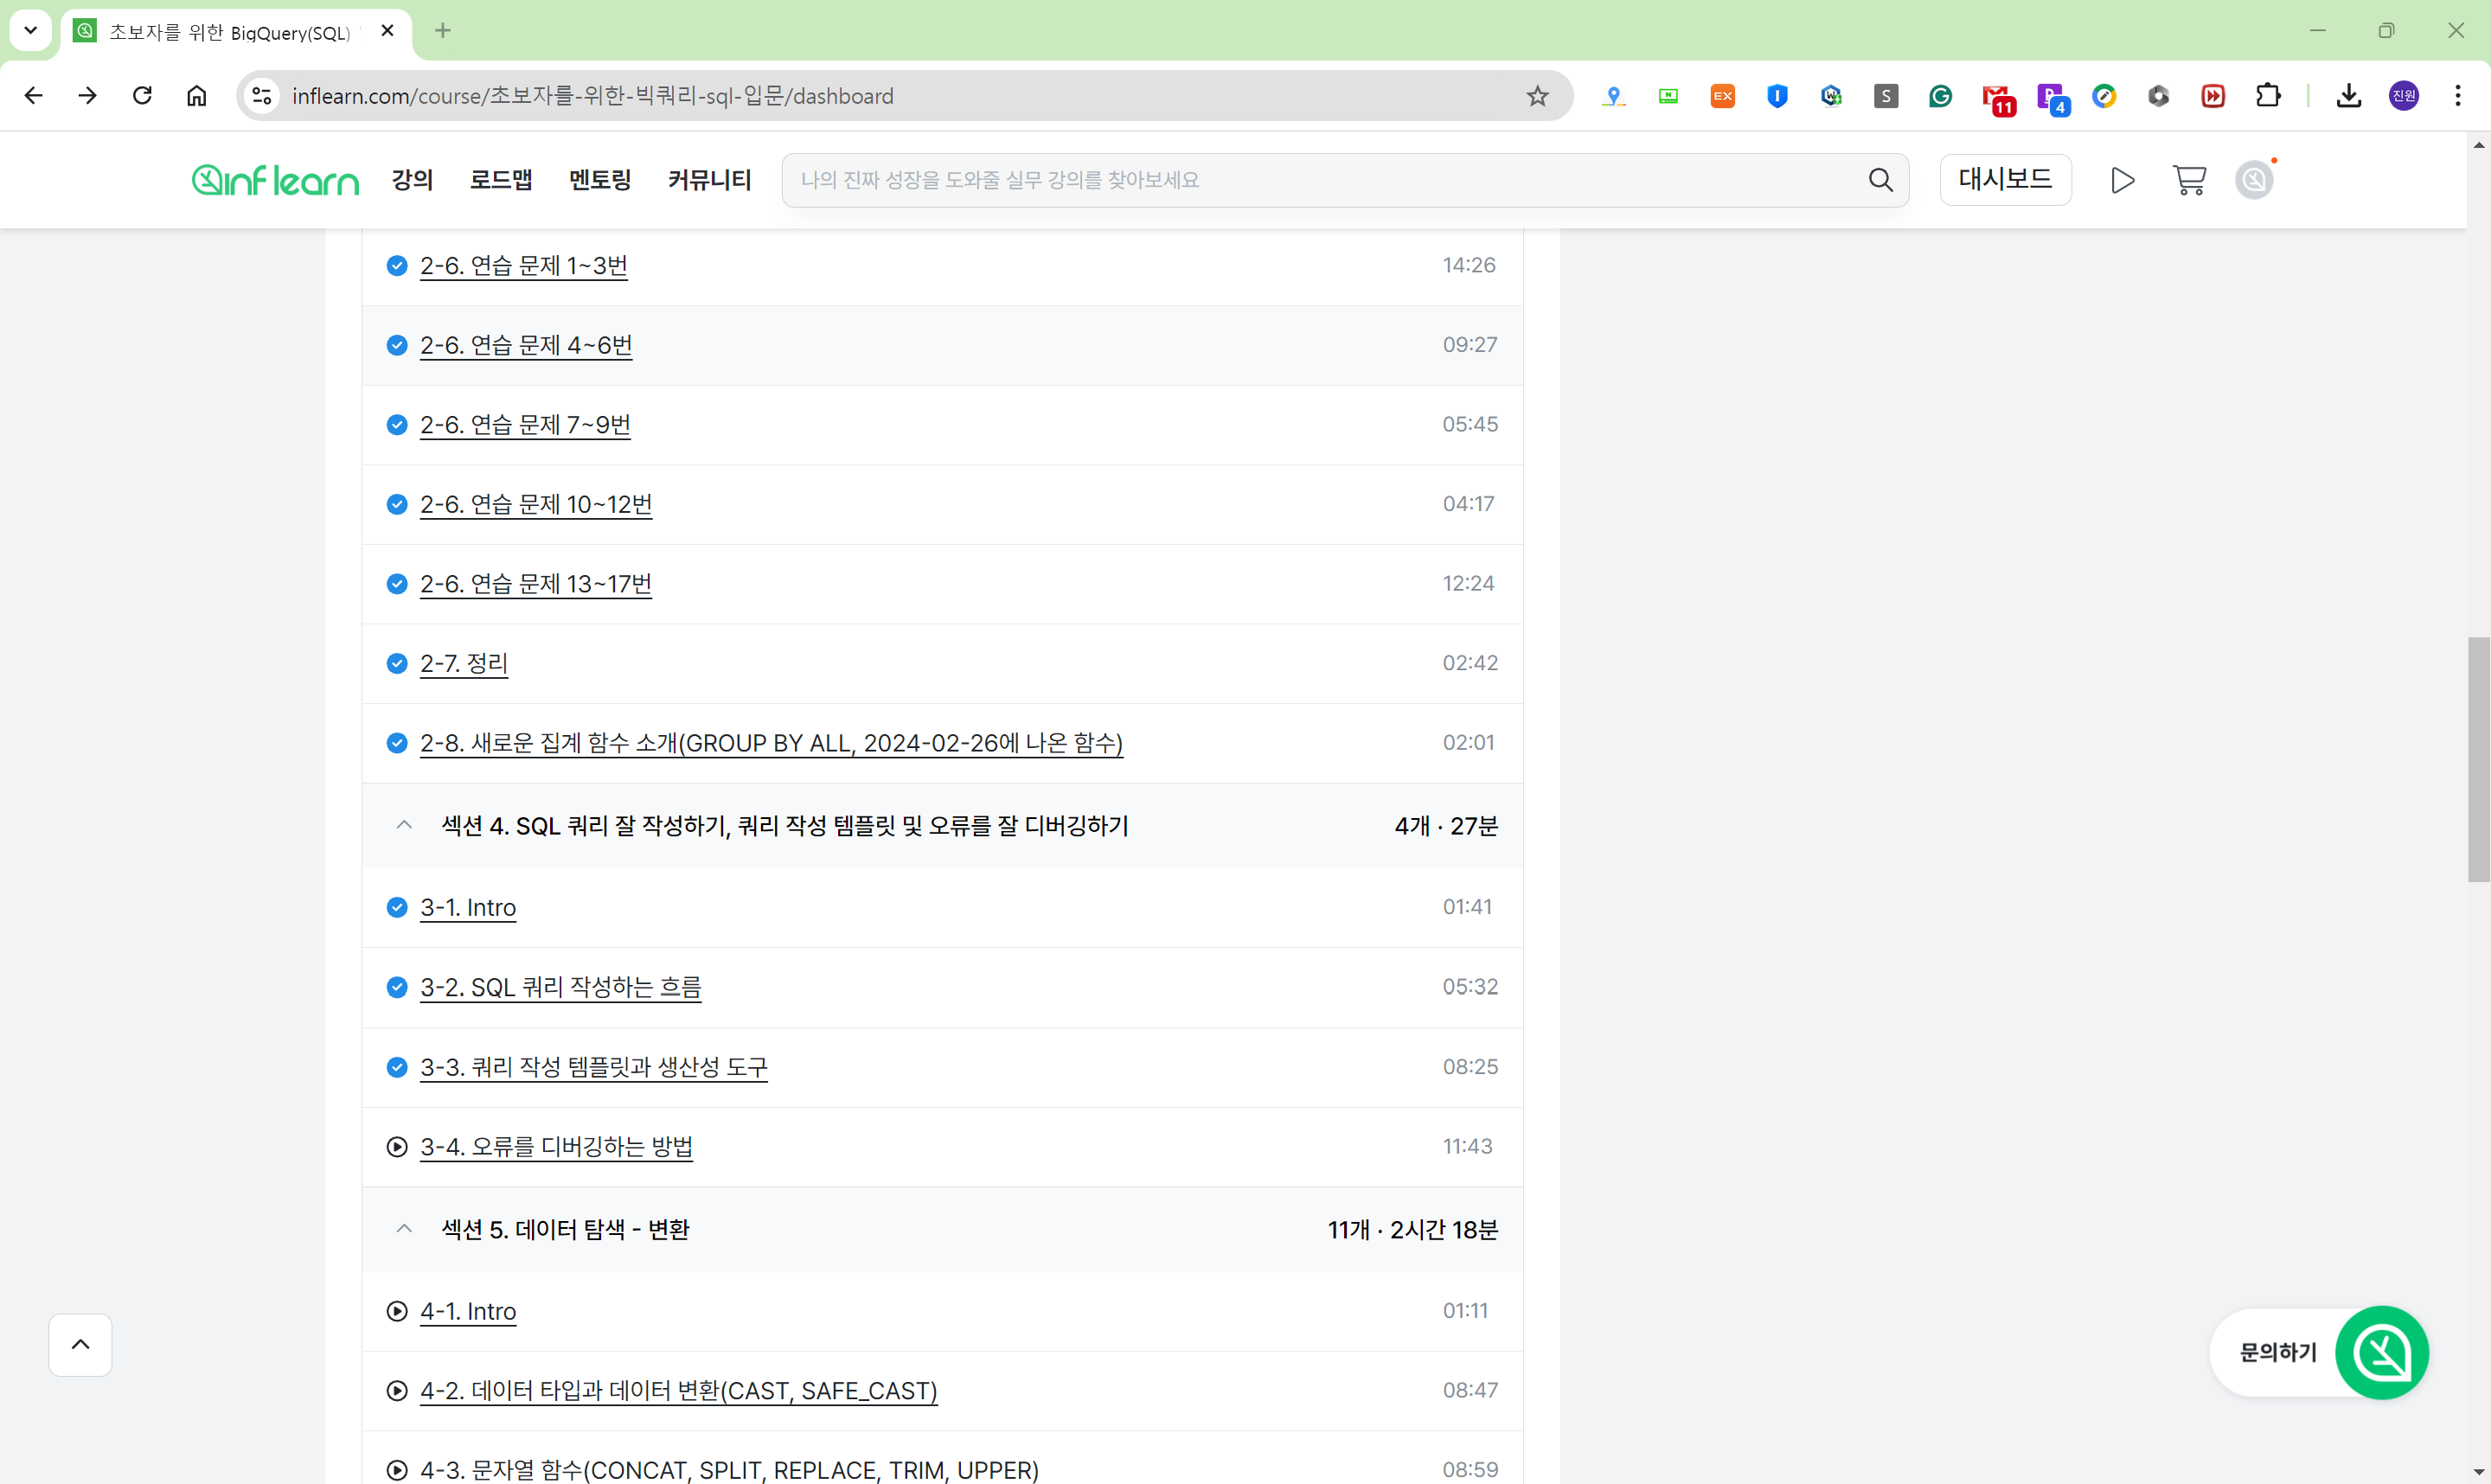 초보자를 위한 BigQuery(SQL)
inflearn.com/course/초보자를-위한-빅쿼리-sql-입문/dashboard
EX
S
11
4
진원
inflearn
강의
로드맵
멘토링
커뮤니티
나의 진짜 성장을 도와줄 실무 강의를 찾아보세요
대시보드
2-6. 연습 문제 1~3번 14:26
2-6. 연습 문제 4~6번 09:27
2-6. 연습 문제 7~9번 05:45
2-6. 연습 문제 10~12번 04:17
2-6. 연습 문제 13~17번 12:24
2-7. 정리 02:42
2-8. 새로운 집계 함수 소개(GROUP BY ALL, 2024-02-26에 나온 함수) 02:01
섹션 4. SQL 쿼리 잘 작성하기, 쿼리 작성 템플릿 및 오류를 잘 디버깅하기 4개 · 27분
3-1. Intro 01:41
3-2. SQL 쿼리 작성하는 흐름 05:32
3-3. 쿼리 작성 템플릿과 생산성 도구 08:25
3-4. 오류를 디버깅하는 방법 11:43
섹션 5. 데이터 탐색 - 변환 11개 · 2시간 18분
4-1. Intro 01:11
4-2. 데이터 타입과 데이터 변환(CAST, SAFE_CAST) 08:47
4-3. 문자열 함수(CONCAT, SPLIT, REPLACE, TRIM, UPPER) 08:59
문의하기